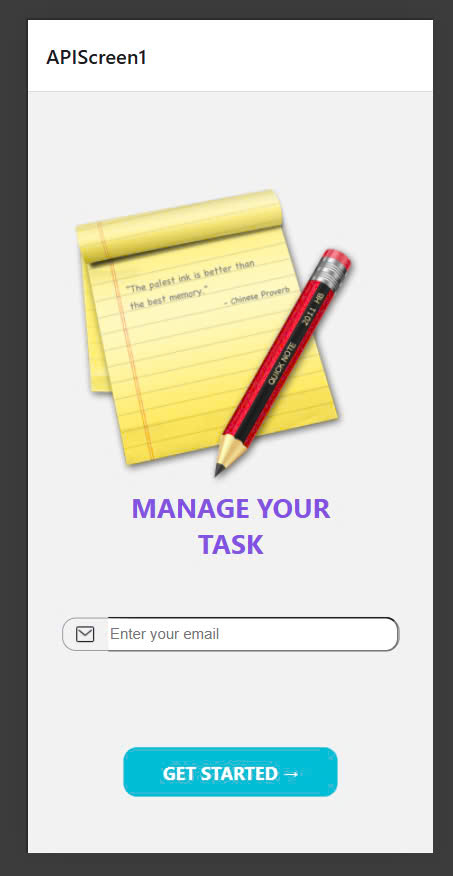 APIScreen1
"The palest ink is better than
the best memory."
- Chinese Proverb
2011 HB
QUICK NOTE
MANAGE YOUR
TASK
Enter your email
GET STARTED →